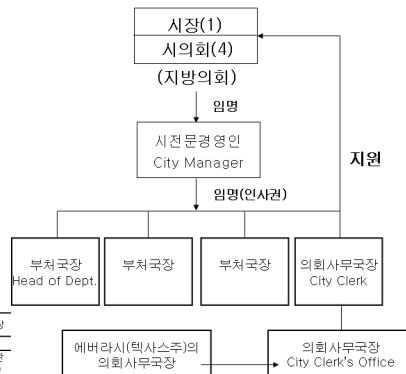 시장(1)
시의회(4)
(지방의회)
임명
시전문경영인
City Manager
지원
임명(인사권)
부처국장
Head of Dept.
부처국장
부처국장
의회사무국장
City Clerk
에버라시(텍사스주)의
의회사무국장
의회사무국장
City Clerk's Office